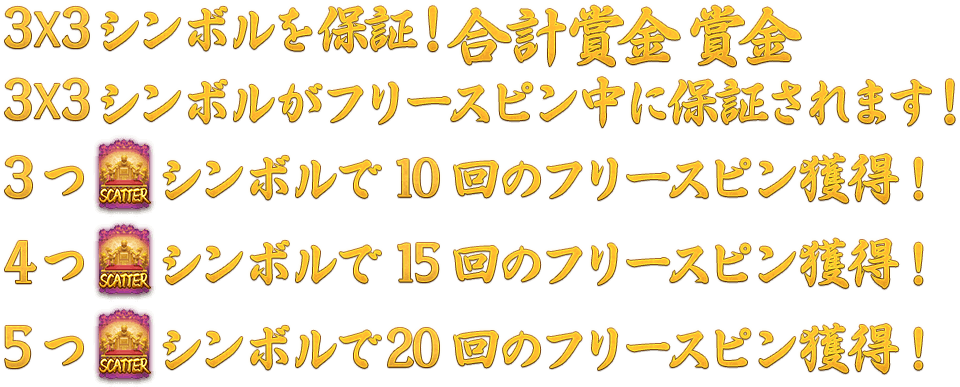 3X3シンボルを保証！合計賞金 賞金
3X3シンボルがフリースピン中に保証されます！
3つ SCATTER シンボルで 10 回のフリースピン獲得！
4つ SCATTER シンボルで 15 回のフリースピン獲得！
5つ SCATTER シンボルで20 回のフリースピン獲得！